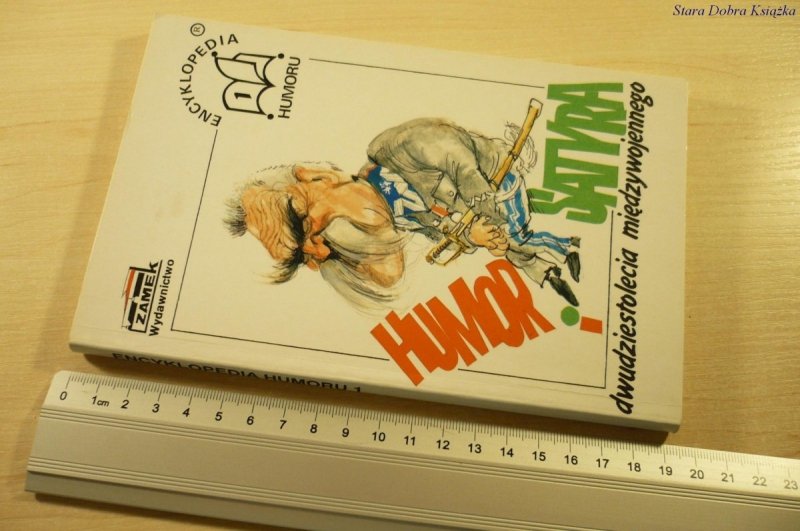 Stara Dobra Książka
ENCYKLOPEDIA ®
HUMORU
HUMOR i
SATYRA
dwudziestolecia międzywojennego
ZAMEK
Wydawnictwo
ENCYKLOPEDIA HUMORU 1
0 1cm 2 3 4 5 6 7 8 9 10 11 12 13 14 15 16 17 18 19 20 21 22 23